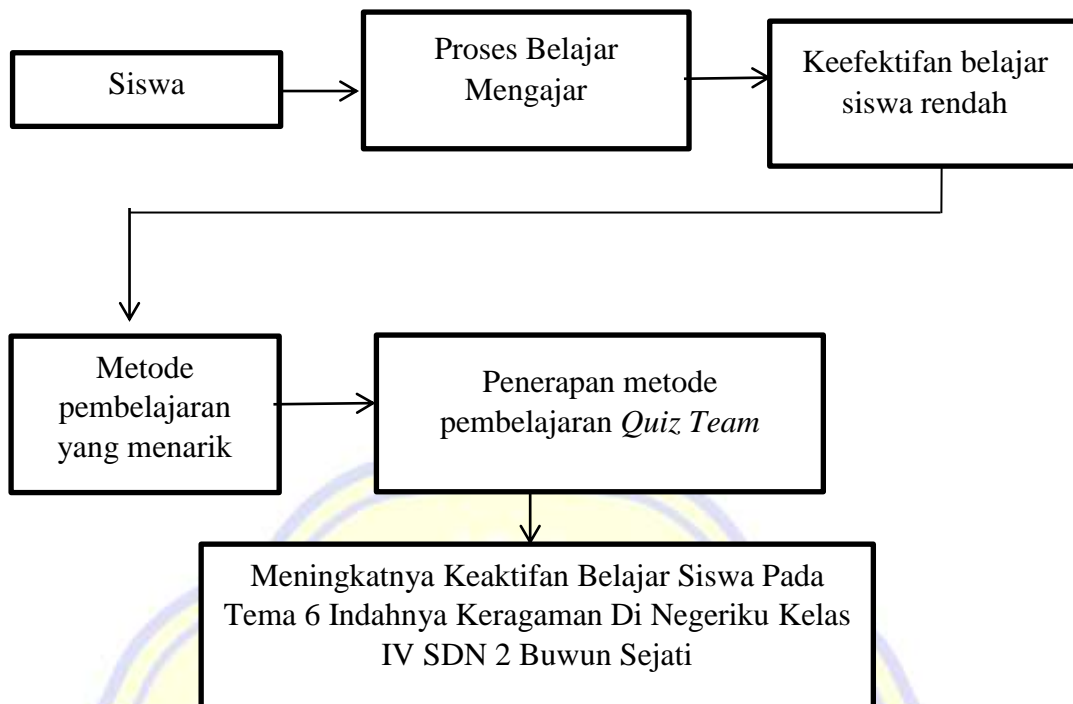 Siswa
Proses Belajar
Mengajar
Keefektifan belajar
siswa rendah
Metode
pembelajaran
yang menarik
Penerapan metode
pembelajaran Quiz Team
Meningkatnya Keaktifan Belajar Siswa Pada
Tema 6 Indahnya Keragaman Di Negeriku Kelas
IV SDN 2 Buwun Sejati